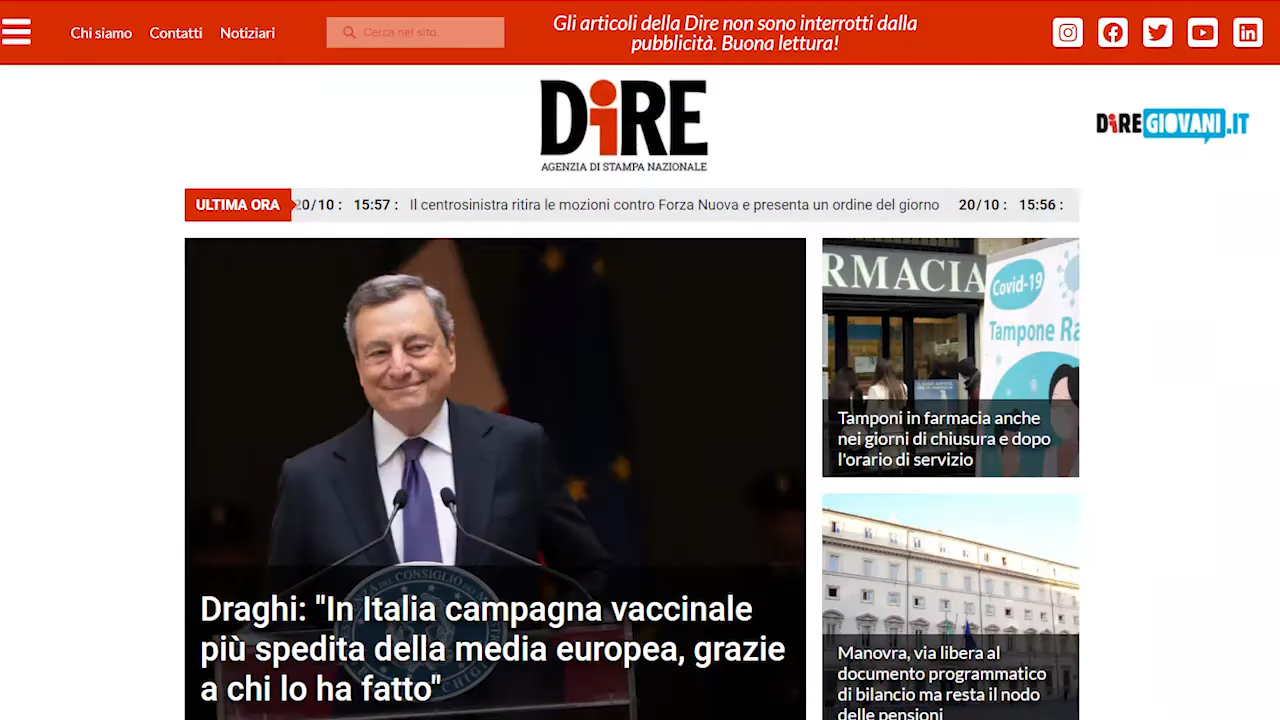 Chi siamo
Contatti
Notiziari
Cerca nel sito.
Gli articoli della Dire non sono interrotti dalla
pubblicità. Buona lettura!
DiRE
AGENZIA DI STAMPA NAZIONALE
DiREGIOVANI.IT
ULTIMA ORA
20/10 : 15:57 : Il centrosinistra ritira le mozioni contro Forza Nuova e presenta un ordine del giorno 20/10 : 15:56 :
Draghi: "In Italia campagna vaccinale
più spedita della media europea, grazie
a chi lo ha fatto"
RMACIA
Covid-19
Tampone Ra
Tamponi in farmacia anche
nei giorni di chiusura e dopo
l'orario di servizio
Manovra, via libera al
documento programmatico
di bilancio ma resta il nodo
delle pensioni